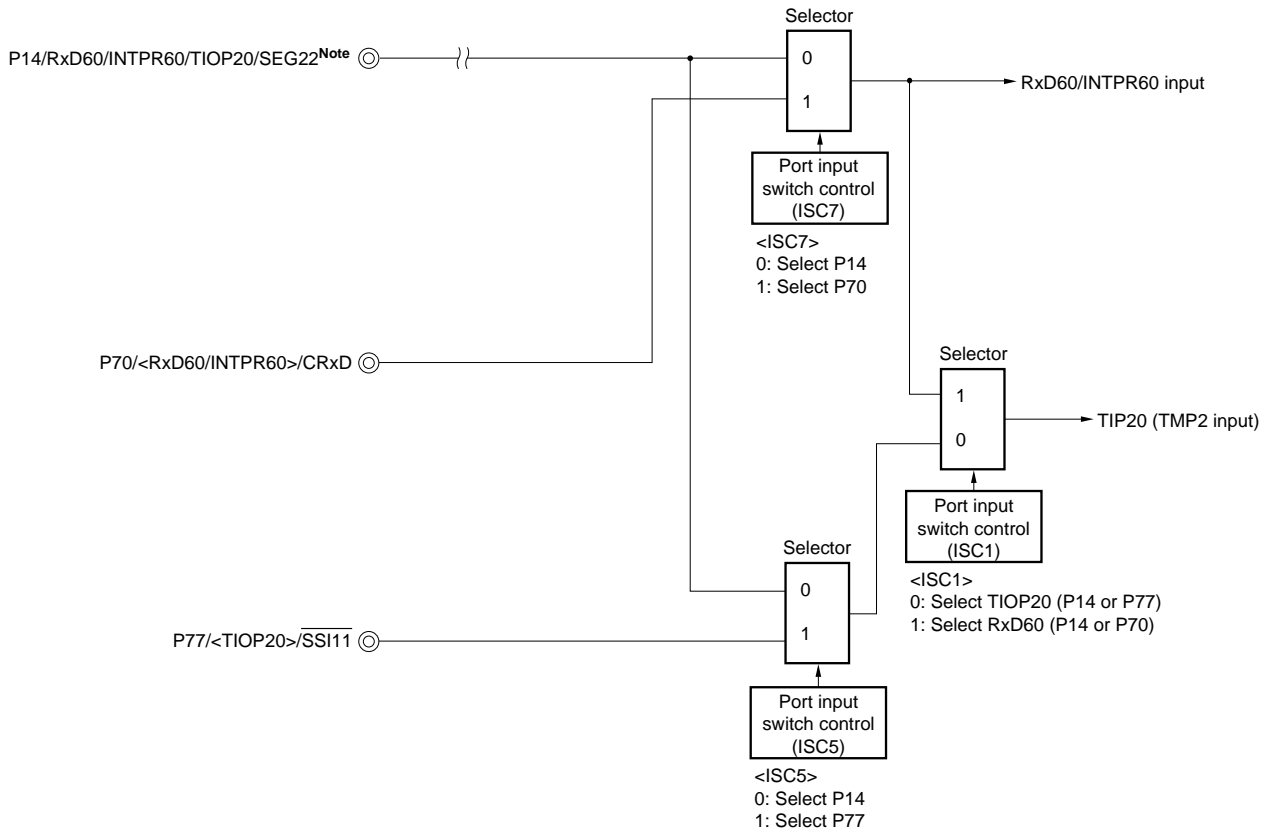 Selector
P14/RxD60/INTPR60/TIOP20/SEG22Note
0
1
RxD60/INTPR60 input
Port input
switch control
(ISC7)
<ISC7>
0: Select P14
1: Select P70
P70/<RxD60/INTPR60>/CRxD
Selector
1
0
TIP20 (TMP2 input)
Port input
switch control
(ISC1)
<ISC1>
0: Select TIOP20 (P14 or P77)
1: Select RxD60 (P14 or P70)
Selector
0
1
P77/<TIOP20>/SSI11
Port input
switch control
(ISC5)
<ISC5>
0: Select P14
1: Select P77